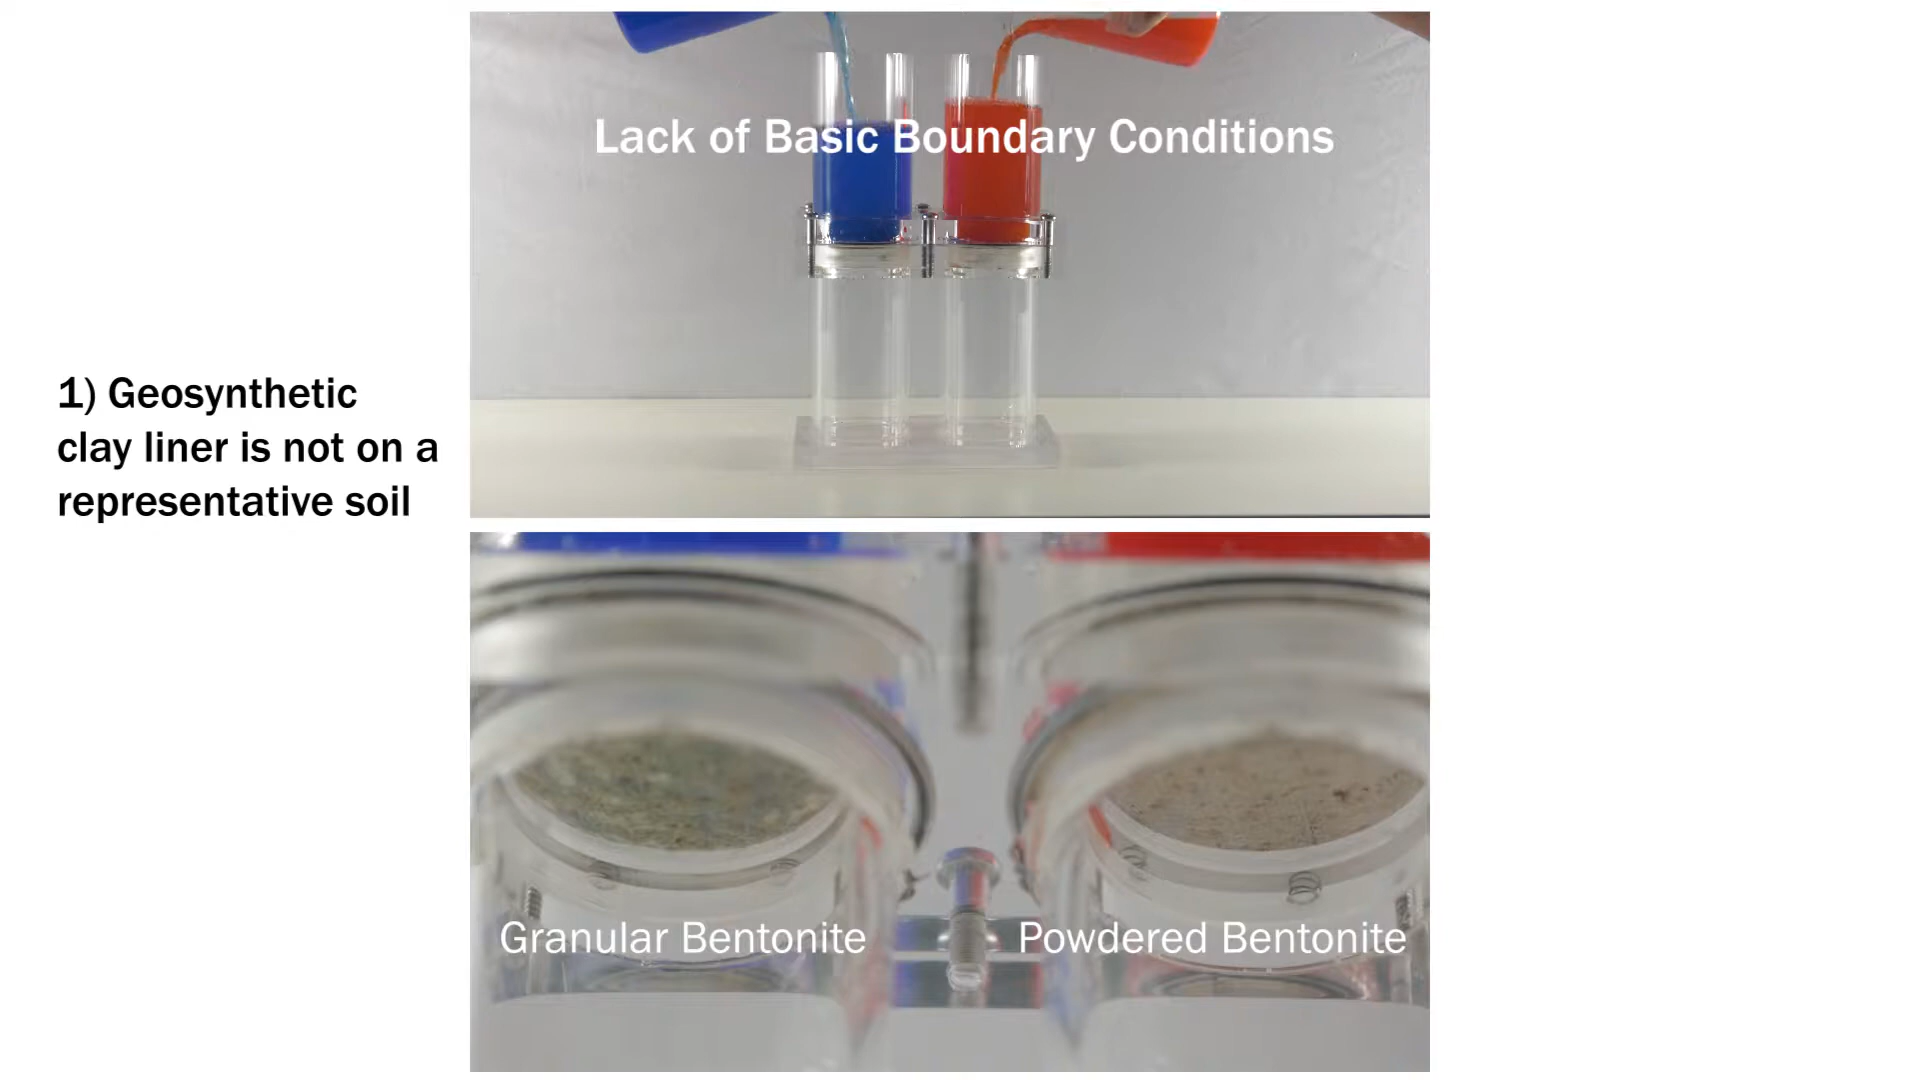 Lack of Basic Boundary Conditions
1) Geosynthetic
clay liner is not on a
representative soil
Granular Bentonite
Powdered Bentonite